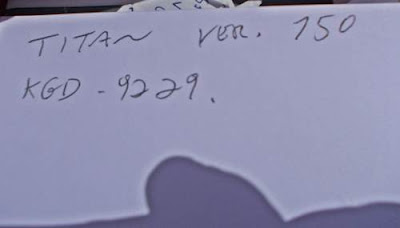 TITAN VER. 150
KGD - 9229.